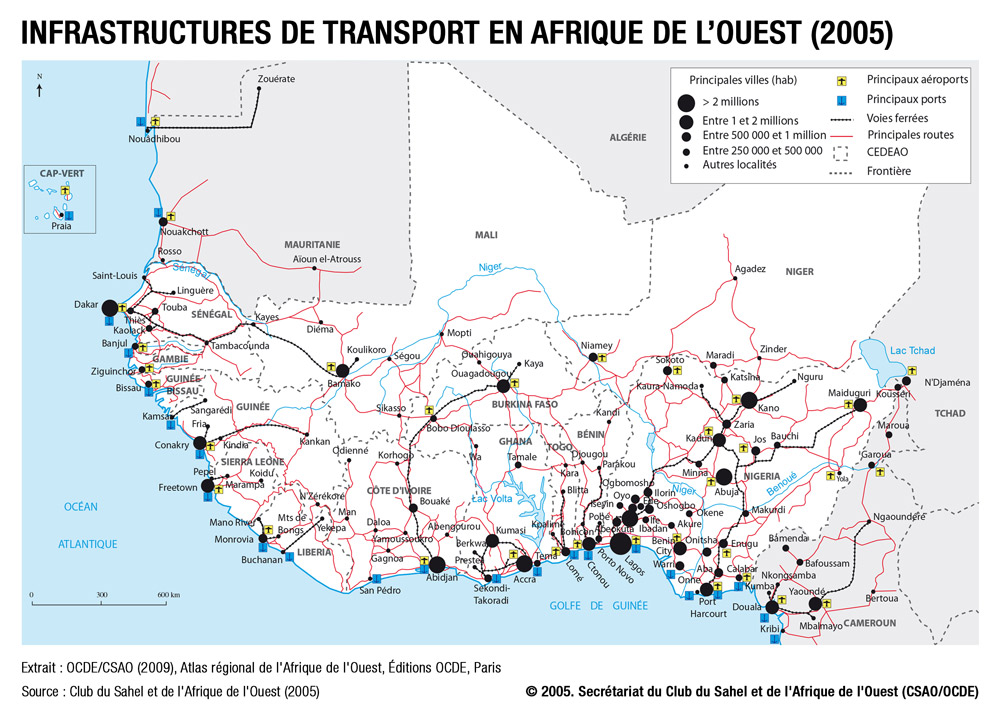 INFRASTRUCTURES DE TRANSPORT EN AFRIQUE DE L'OUEST (2005)
N
Principales villes (hab)
> 2 millions
Entre 1 et 2 millions
Entre 500 000 et 1 million
Entre 250 000 et 500 000
Autres localités
Principaux aéroports
Principaux ports
Voies ferrées
Principales routes
CEDEAO
Frontière
Zouérate
Nouadhibou
ALGÉRIE
CAP-VERT
Praia
Nouakchott
MAURITANIE
MALI
Rosso
Aïoun el-Atrouss
Niger
Agadez
NIGER
Saint-Louis
Sénégal
Linguère
Dakar
Touba
SÉNÉGAL
Thiès
Kaolack
Kayes
Diéma
Mopti
Banjul
Tambacounda
Koulikoro
Ségou
Ouahigouya
Kaya
Niamey
Zinder
Lac Tchad
GAMBIE
Ouagadougou
Sokoto
Maradi
Ziguinchor
Bamako
Katsina
Nguru
N'Djaména
Bissau
GUINÉE
BISSAU
Kaura-Namoda
Kousseri
Maiduguri
Sangarédi
GUINÉE
Sikasso
BURKINA FASO
Kano
TCHAD
Kamsar
Fria
Bobo Dioulasso
Kandi
Zaria
Maroua
Conakry
Kindia
Kankan
GHANA
BÉNIN
Kaduna
Jos
Bauchi
TOGO
Odienné
Korhogo
Wa
Tamale
Djougou
Garoua
SIERRA LEONE
Pepel
Koidu
Kara
Parakou
Minna
NIGERIA
Yola
Freetown
Marampa
CÔTE D'IVOIRE
Blitta
Ogbomosho
Ilorin
Niger
Abuja
Bénoué
N'Zérékoré
Bouaké
Lac Volta
Oyo
Ede
Iseyin
Oshogbo
OCÉAN
Mano River
Mts de
Bongs
Yekepa
Man
Daloa
Abengourou
Kumasi
Kpalimé
Bohicon
Pobè
Abeokuta
Ife
Ibadan
Okene
Akure
Makurdi
Ngaoundéré
ATLANTIQUE
Monrovia
Yamoussoukro
Berkwai
Benin
City
Onitsha
Enugu
Bamenda
LIBERIA
Gagnoa
Prestea
Tema
Lomé
Cotonou
Porto Novo
Lagos
Warri
Aba
Calabar
Bafoussam
Buchanan
Abidjan
Accra
Onne
Kumba
Nkongsamba
San Pédro
Sekondi-
Takoradi
Port
Harcourt
Yaoundé
Bertoua
GOLFE DE GUINÉE
Douala
Kribi
Mbalmayo
CAMEROUN
0 300 600 km
Extrait : OCDE/CSAO (2009), Atlas régional de l'Afrique de l'Ouest, Éditions OCDE, Paris
Source : Club du Sahel et de l'Afrique de l'Ouest (2005)
© 2005. Secrétariat du Club du Sahel et de l'Afrique de l'Ouest (CSAO/OCDE)